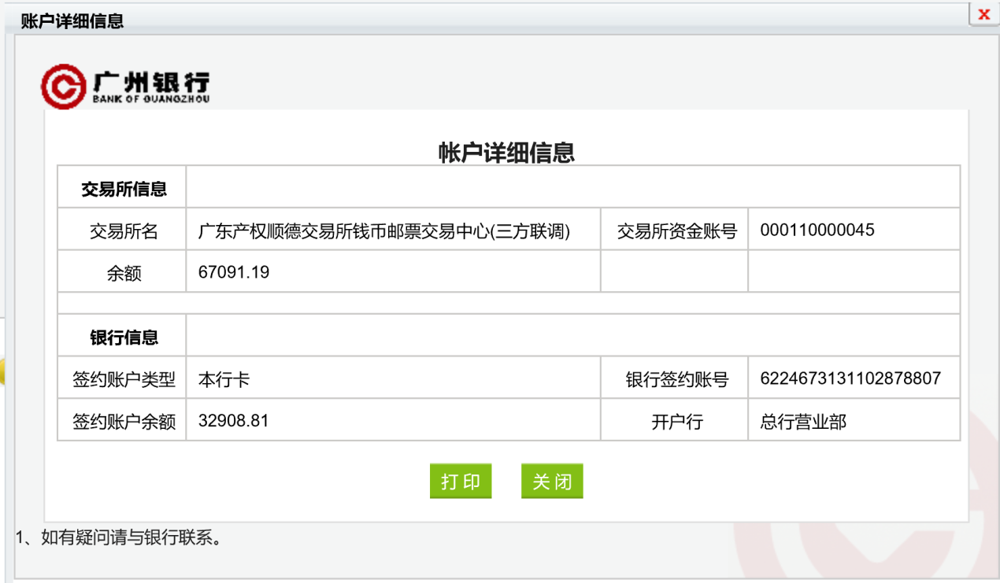 账户详细信息
X
广州银行
BANK OF GUANGZHOU
帐户详细信息
交易所信息
交易所名 广东产权顺德交易所钱币邮票交易中心(三方联调) 交易所资金账号 000110000045
余额 67091.19
银行信息
签约账户类型 本行卡 银行签约账号 6224673131102878807
签约账户余额 32908.81 开户行 总行营业部
打印 关闭
1、如有疑问请与银行联系。